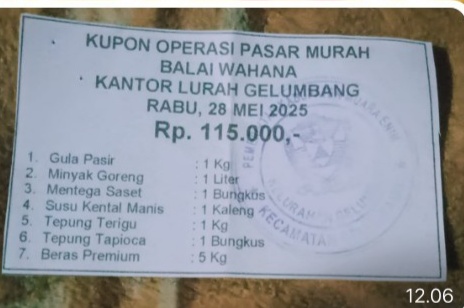 KUPON OPERASI PASAR MURAH
BALAI WAHANA
KANTOR LURAH GELUMBANG
RABU, 28 MEI 2025
Rp. 115.000,-
1. Gula Pasir : 1 Kg
2. Minyak Goreng : 1 Liter
3. Mentega Saset : 1 Bungkus
4. Susu Kental Manis : 1 Kaleng
5. Tepung Terigu : 1 Kg
6. Tepung Tapioca : 1 Bungkus
7. Beras Premium : 5 Kg
KECAMATAN
12.06